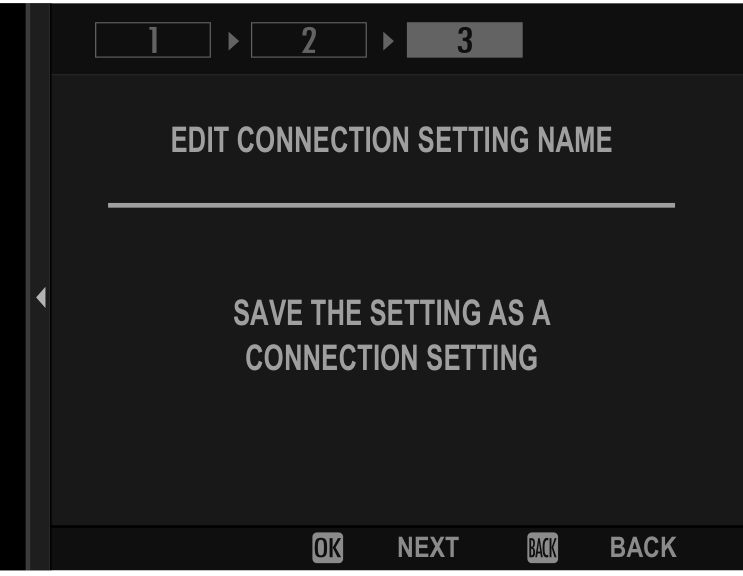 1 2 3
EDIT CONNECTION SETTING NAME
SAVE THE SETTING AS A
CONNECTION SETTING
OK NEXT BACK BACK